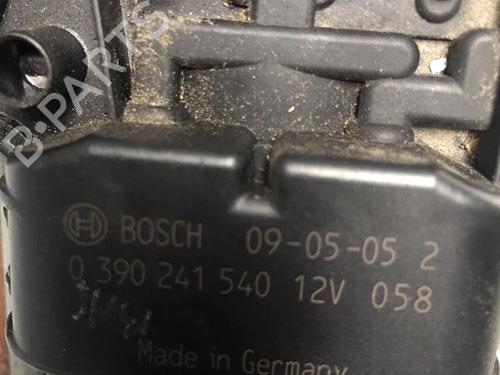 B-PARTS
BOSCH 09-05-05 2
0 390 241 540 12V 058
Made in Germany